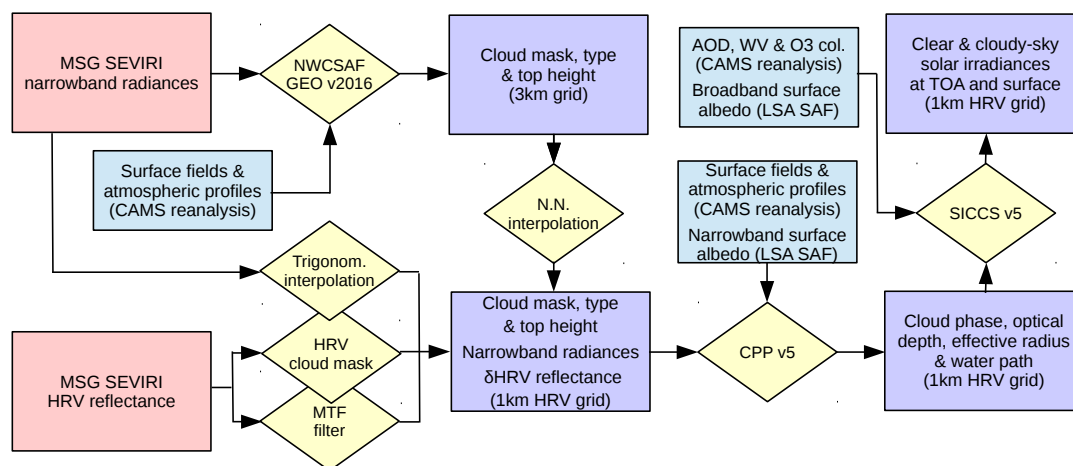 MSG SEVIRI
narrowband radiances
NWCSAF
GEO v2016
Cloud mask, type
& top height
(3km grid)
AOD, WV & O3 col.
(CAMS reanalysis)
Broadband surface
albedo (LSA SAF)
Clear & cloudy-sky
solar irradiances
at TOA and surface
(1km HRV grid)
Surface fields &
atmospheric profiles
(CAMS reanalysis)
N.N.
interpolation
Surface fields &
atmospheric profiles
(CAMS reanalysis)
Narrowband surface
albedo (LSA SAF)
SICCS v5
Trigonom.
interpolation
MSG SEVIRI
HRV reflectance
HRV
cloud mask
MTF
filter
Cloud mask, type
& top height
Narrowband radiances
δHRV reflectance
(1km HRV grid)
CPP v5
Cloud phase, optical
depth, effective radius
& water path
(1km HRV grid)